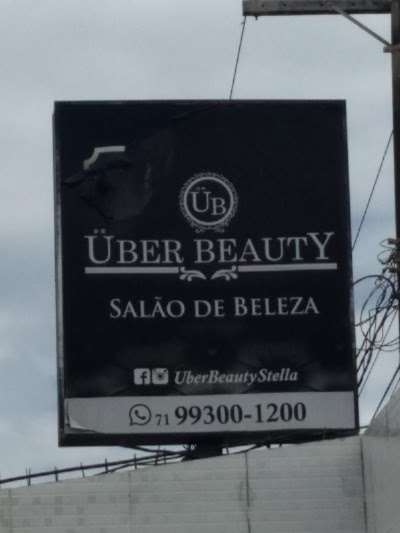 ÜB
ÜBER BEAUTY
SALÃO DE BELEZA
UberBeautyStella
71 99300-1200